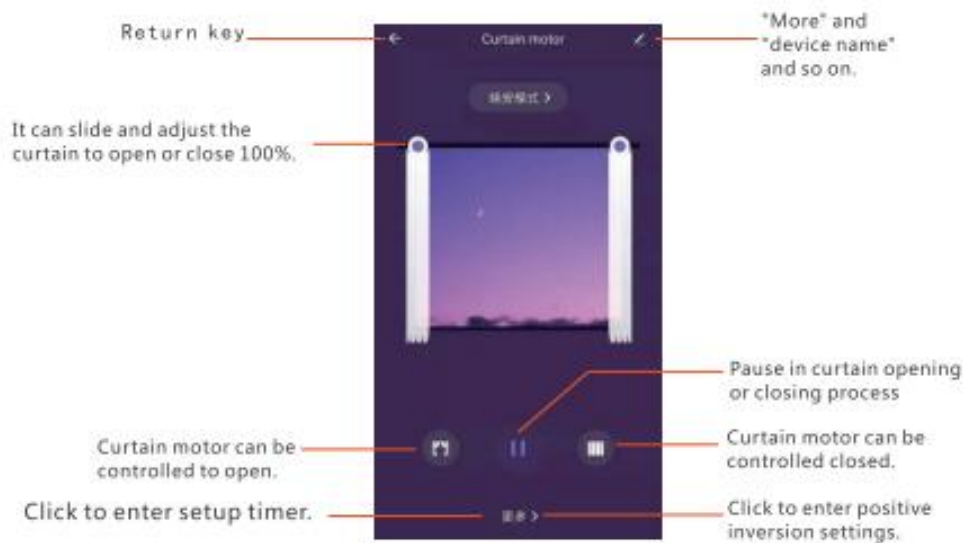 Return key
Curtain motor
"More" and
"device name"
and so on.
It can slide and adjust the
curtain to open or close 100%.
Pause in curtain opening
or closing process
Curtain motor can be
controlled to open.
Curtain motor can be
controlled closed.
Click to enter setup timer.
更多
Click to enter positive
inversion settings.